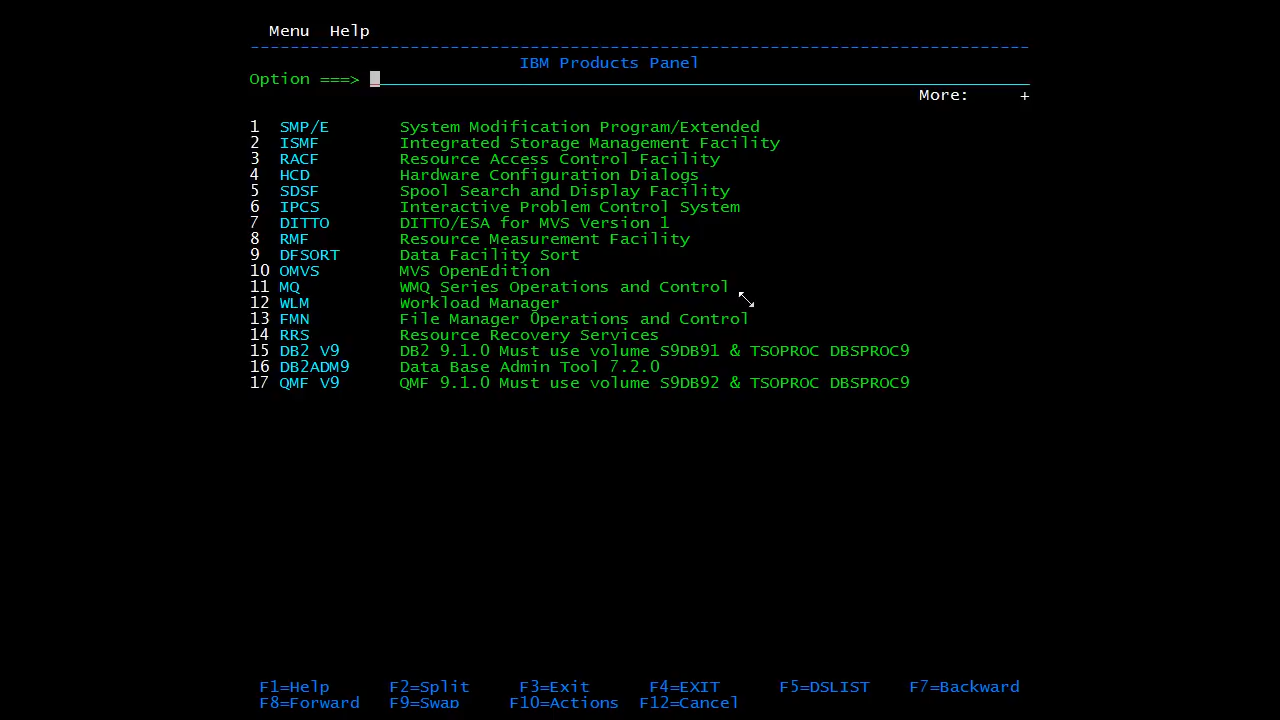 Menu Help
--------------------------------------------------------------------------------
IBM Products Panel
Option ===>
More: +
1 SMP/E System Modification Program/Extended
2 ISMF Integrated Storage Management Facility
3 RACF Resource Access Control Facility
4 HCD Hardware Configuration Dialogs
5 SDSF Spool Search and Display Facility
6 IPCS Interactive Problem Control System
7 DITTO DITTO/ESA for MVS Version 1
8 RMF Resource Measurement Facility
9 DFSORT Data Facility Sort
10 OMVS MVS OpenEdition
11 MQ WMQ Series Operations and Control
12 WLM Workload Manager
13 FMN File Manager Operations and Control
14 RRS Resource Recovery Services
15 DB2 V9 DB2 9.1.0 Must use volume S9DB91 & TSOPROC DBSPROC9
16 DB2ADM9 Data Base Admin Tool 7.2.0
17 QMF V9 QMF 9.1.0 Must use volume S9DB92 & TSOPROC DBSPROC9
F1=Help F2=Split F3=Exit F4=EXIT F5=DSLIST F7=Backward
F8=Forward F9=Swap F10=Actions F12=Cancel